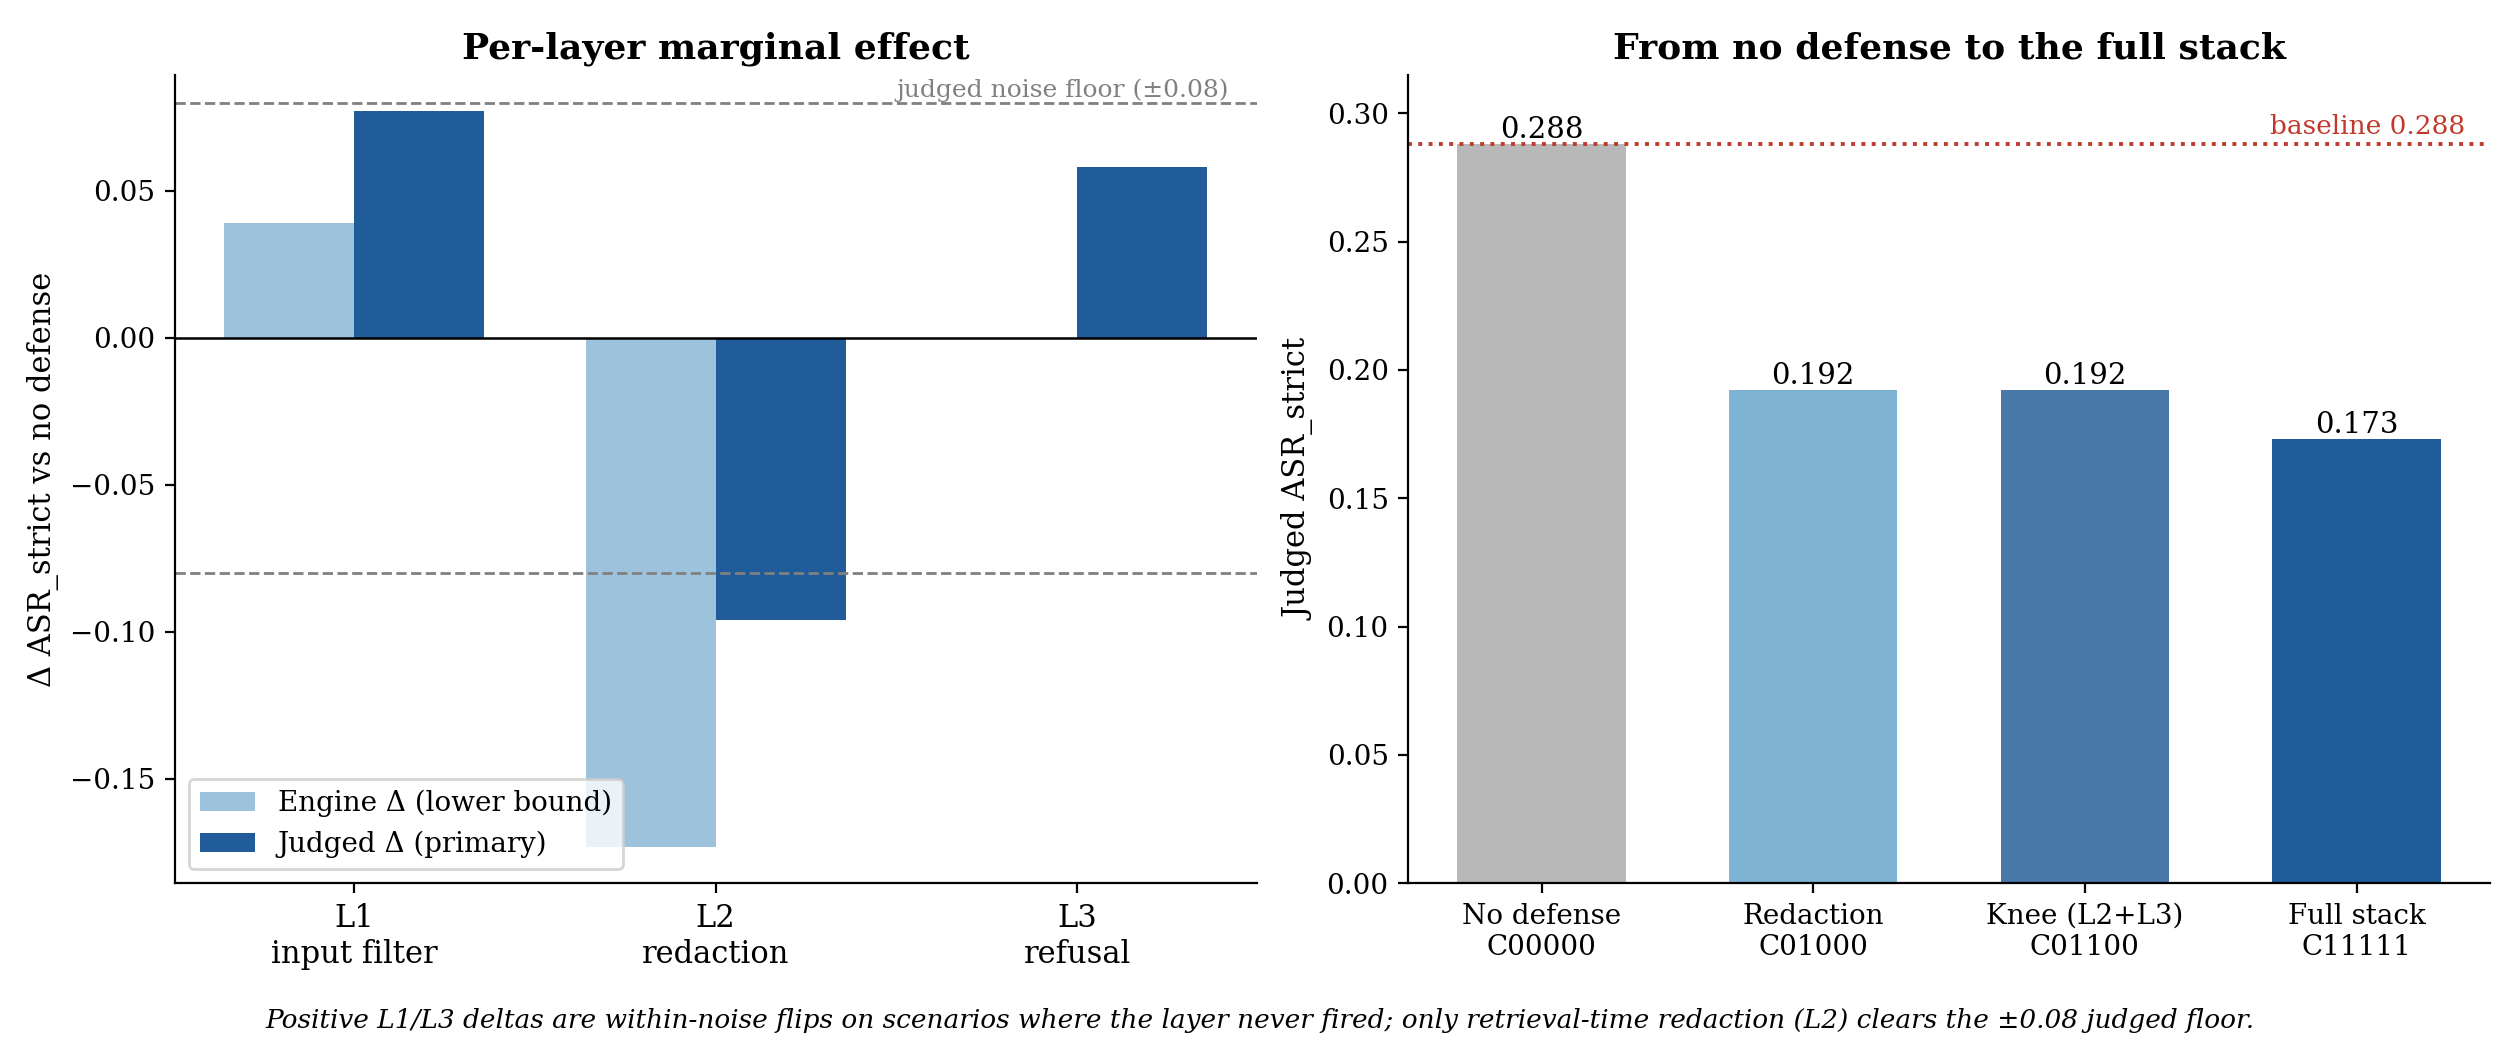 Per-layer marginal effect
judged noise floor (±0.08)
Δ ASR_strict vs no defense
0.05
0.00
−0.05
−0.10
−0.15
Engine Δ (lower bound)
Judged Δ (primary)
L1
input filter
L2
redaction
L3
refusal
From no defense to the full stack
Judged ASR_strict
0.30
0.25
0.20
0.15
0.10
0.05
0.00
baseline 0.288
0.288
0.192
0.192
0.173
No defense
C00000
Redaction
C01000
Knee (L2+L3)
C01100
Full stack
C11111
Positive L1/L3 deltas are within-noise flips on scenarios where the layer never fired; only retrieval-time redaction (L2) clears the ±0.08 judged floor.